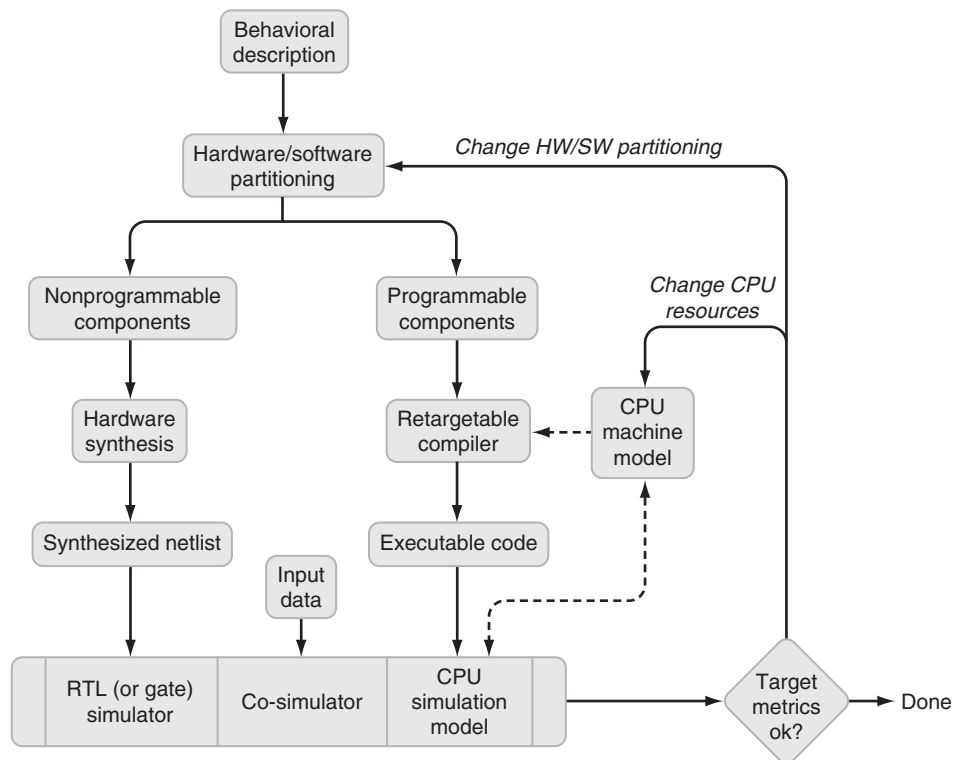 Behavioral
description
Hardware/software
partitioning
Change HW/SW partitioning
Nonprogrammable
components
Programmable
components
Change CPU
resources
Hardware
synthesis
Retargetable
compiler
CPU
machine
model
Synthesized netlist
Executable code
Input
data
RTL (or gate)
simulator
Co-simulator
CPU
simulation
model
Target
metrics
ok?
Done